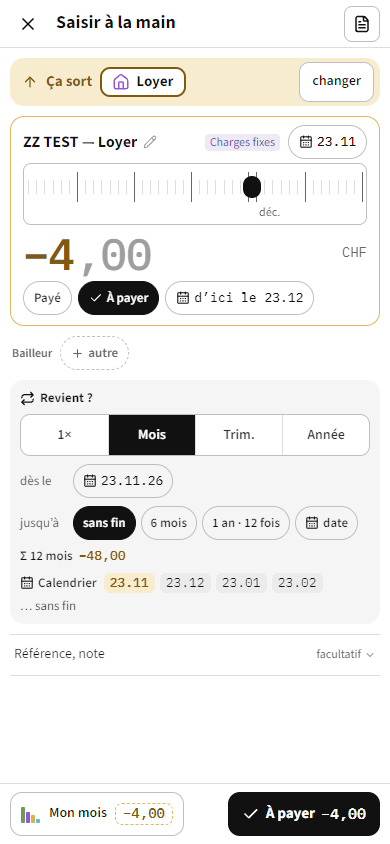 Saisir à la main
Ça sort Loyer changer
ZZ TEST — Loyer Charges fixes 23.11
déc.
−4,00 CHF
Payé À payer d’ici le 23.12
Bailleur + autre
Revient ?
1× Mois Trim. Année
dès le 23.11.26
jusqu’à sans fin 6 mois 1 an · 12 fois date
Σ 12 mois −48,00
Calendrier 23.11 23.12 23.01 23.02
… sans fin
Référence, note facultatif
Mon mois −4,00 À payer −4,00